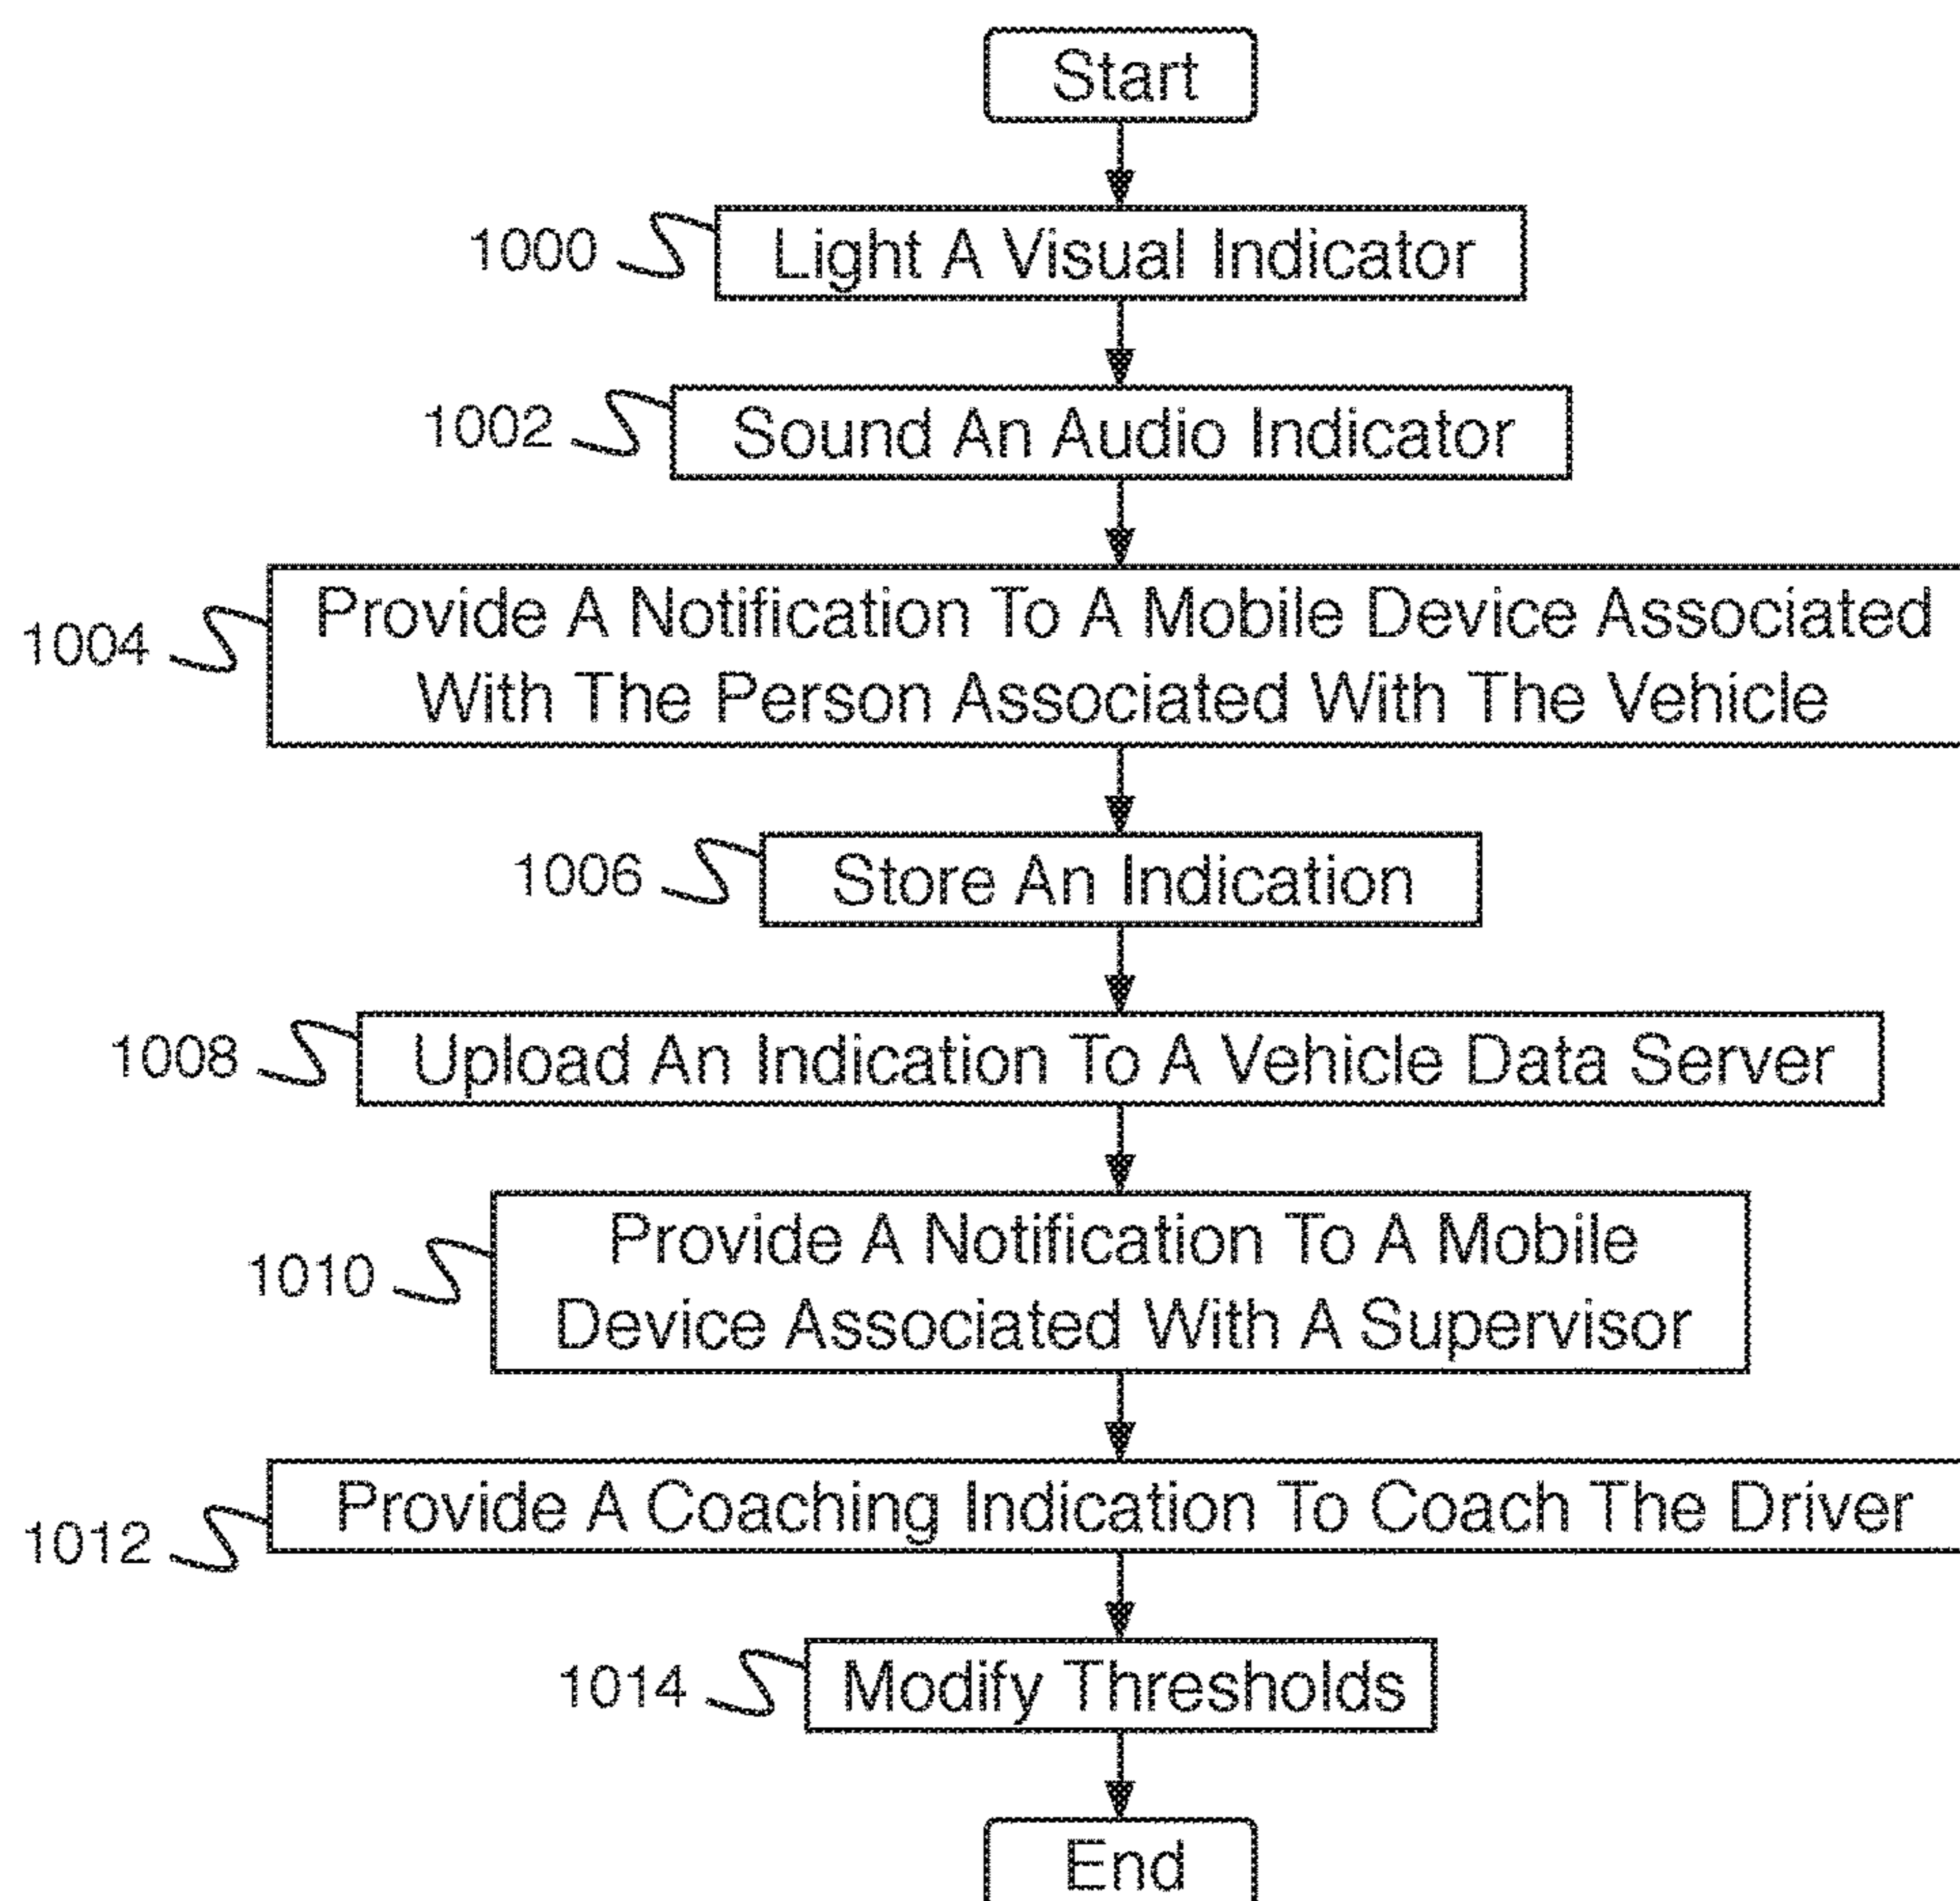 Start
1000
Light A Visual Indicator
1002
Sound An Audio Indicator
1004
Provide A Notification To A Mobile Device Associated
With The Person Associated With The Vehicle
1006
Store An Indication
1008
Upload An Indication To A Vehicle Data Server
1010
Provide A Notification To A Mobile
Device Associated With A Supervisor
1012
Provide A Coaching Indication To Coach The Driver
1014
Modify Thresholds
End